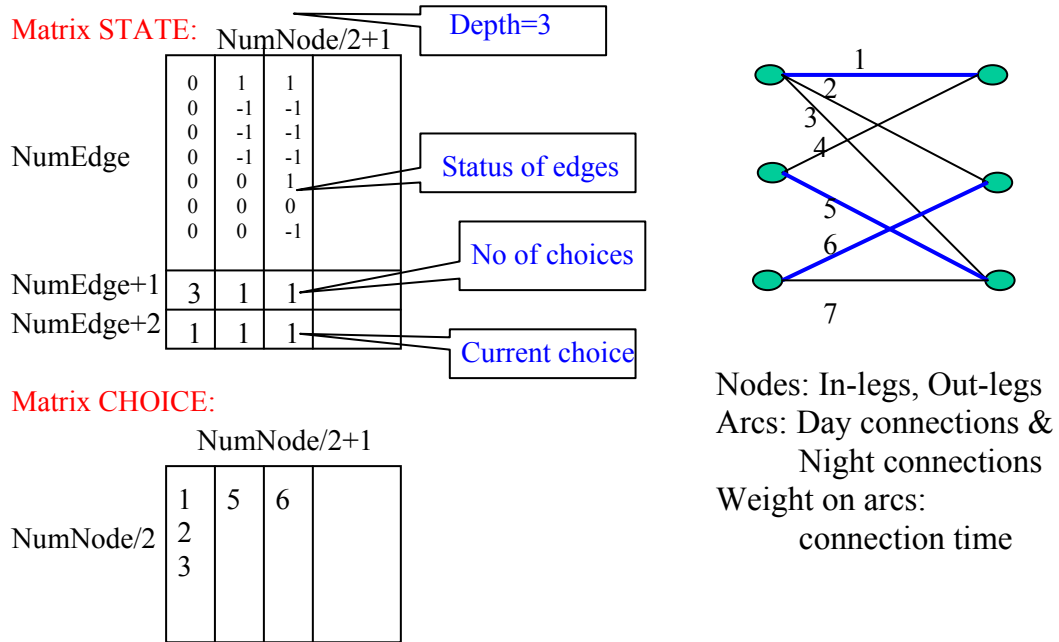 Matrix STATE:
NumNode/2+1
Depth=3
0 1 1
0 -1 -1
0 -1 -1
0 -1 -1
0 0 1
0 0 0
0 0 -1
NumEdge
Status of edges
No of choices
NumEdge+1
3 1 1
NumEdge+2
1 1 1
Current choice
Matrix CHOICE:
NumNode/2+1
1 5 6
NumNode/2
2
3
1
2
3
4
5
6
7
Nodes: In-legs, Out-legs
Arcs: Day connections &
Night connections
Weight on arcs:
connection time